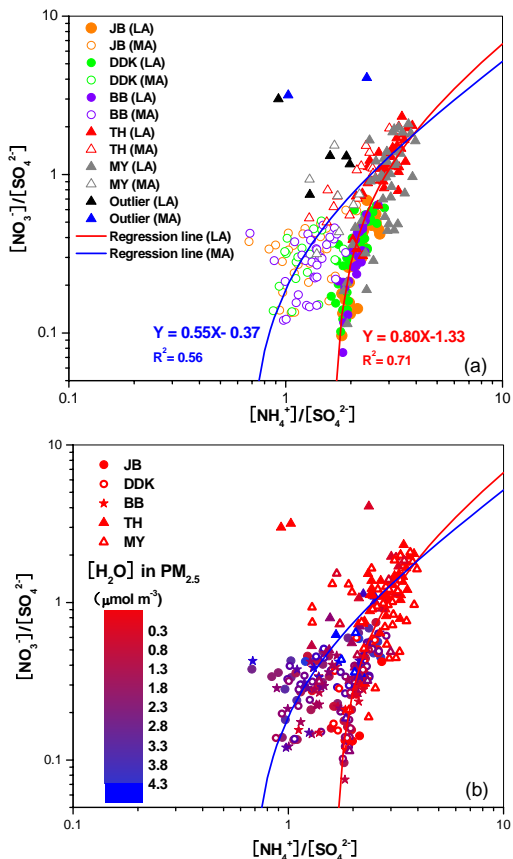 10
1
0.1
[NO₃⁻]/[SO₄²⁻]
JB (LA)
JB (MA)
DDK (LA)
DDK (MA)
BB (LA)
BB (MA)
TH (LA)
TH (MA)
MY (LA)
MY (MA)
Outlier (LA)
Outlier (MA)
Regression line (LA)
Regression line (MA)
Y = 0.55X- 0.37
R²= 0.56
Y = 0.80X-1.33
R²= 0.71
(a)
0.1 1 10
[NH₄⁺]/[SO₄²⁻]
10
1
0.1
[NO₃⁻]/[SO₄²⁻]
JB
DDK
BB
TH
MY
[H₂O] in PM₂.₅
(μmol m⁻³)
0.3
0.8
1.3
1.8
2.3
2.8
3.3
3.8
4.3
(b)
0.1 1 10
[NH₄⁺]/[SO₄²⁻]